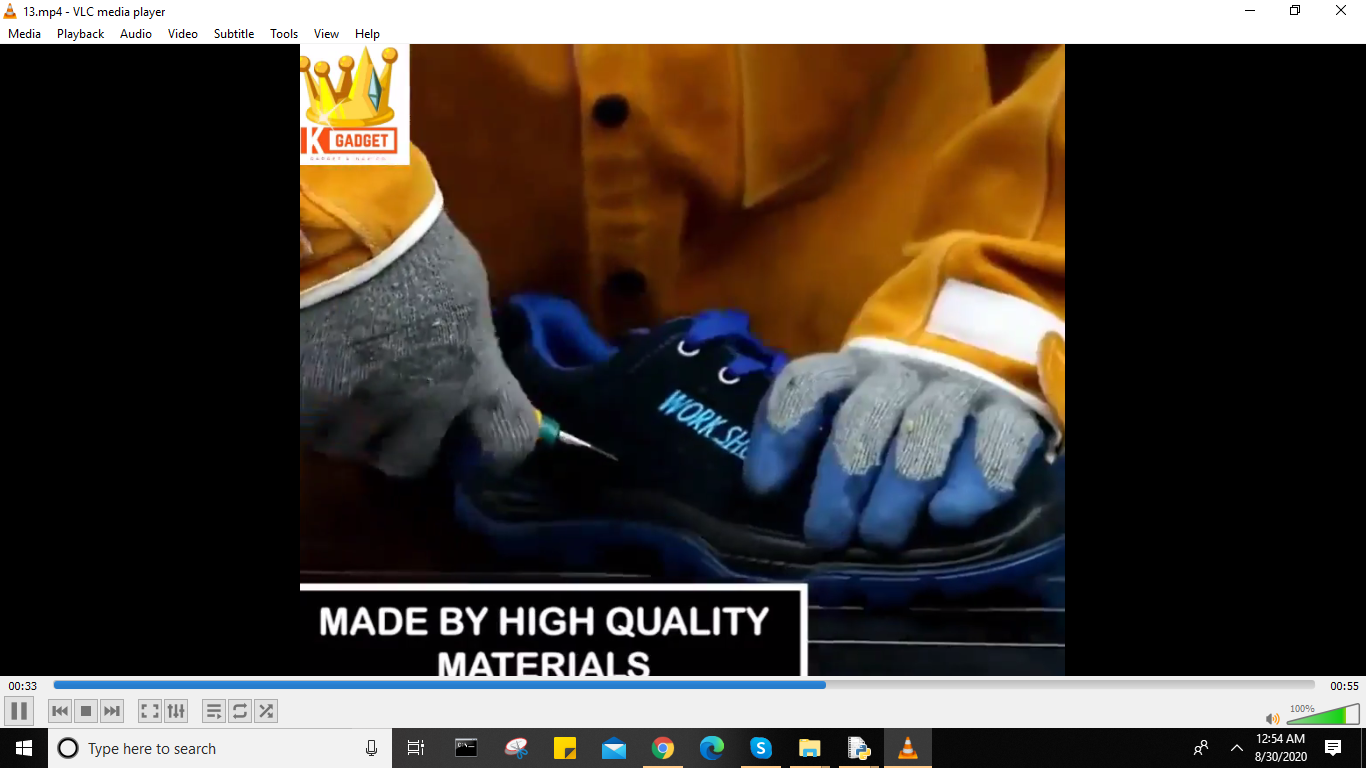 13.mp4 - VLC media player
Media Playback Audio Video Subtitle Tools View Help
K GADGET
WORK SHO
MADE BY HIGH QUALITY
MATERIALS
00:33
00:55
100%
Type here to search
12:54 AM
8/30/2020